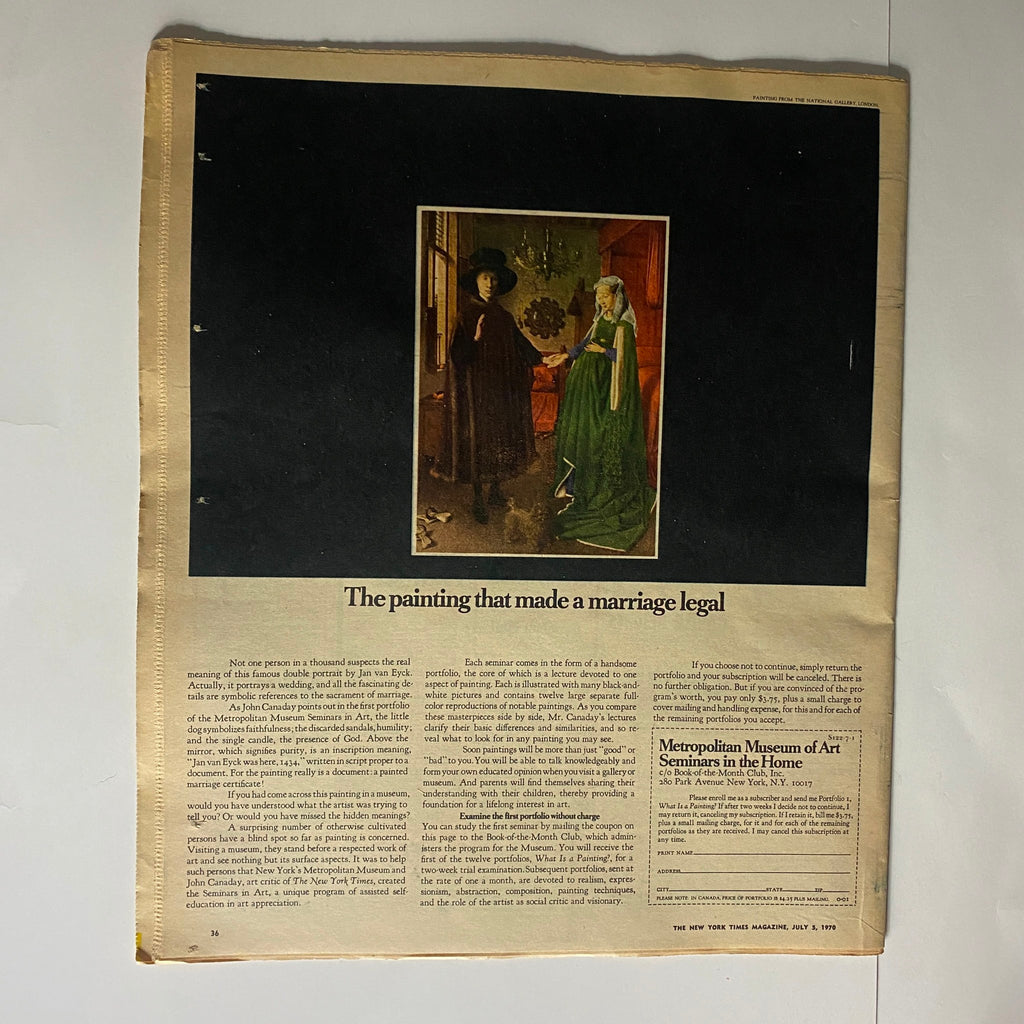 PAINTING FROM THE NATIONAL GALLERY, LONDON
The painting that made a marriage legal
Not one person in a thousand suspects the real
meaning of this famous double portrait by Jan van Eyck.
Actually, it portrays a wedding, and all the fascinating de-
tails are symbolic references to the sacrament of marriage.
As John Canaday points out in the first portfolio
of the Metropolitan Museum Seminars in Art, the little
dog symbolizes faithfulness; the discarded sandals, humility;
and the single candle, the presence of God. Above the
mirror, which signifies purity, is an inscription meaning,
"Jan van Eyck was here, 1434," written in script proper to a
document. For the painting really is a document: a painted
marriage certificate!
If you had come across this painting in a museum,
would you have understood what the artist was trying to
tell you? Or would you have missed the hidden meanings?
A surprising number of otherwise cultivated
persons have a blind spot so far as painting is concerned.
Visiting a museum, they stand before a respected work of
art and see nothing but its surface aspects. It was to help
such persons that New York's Metropolitan Museum and
John Canaday, art critic of The New York Times, created
the Seminars in Art, a unique program of assisted self-
education in art appreciation.
Each seminar comes in the form of a handsome
portfolio, the core of which is a lecture devoted to one
aspect of painting. Each is illustrated with many black-and-
white pictures and contains twelve large separate full-
color reproductions of notable paintings. As you compare
these masterpieces side by side, Mr. Canaday's lectures
clarify their basic differences and similarities, and so re-
veal what to look for in any painting you may see.
Soon paintings will be more than just "good" or
"bad" to you. You will be able to talk knowledgeably and
form your own educated opinion when you visit a gallery or
museum. And parents will find themselves sharing their
understanding with their children, thereby providing a
foundation for a lifelong interest in art.
Examine the first portfolio without charge
You can study the first seminar by mailing the coupon on
this page to the Book-of-the-Month Club, which admin-
isters the program for the Museum. You will receive the
first of the twelve portfolios, What Is a Painting?, for a
two-week trial examination. Subsequent portfolios, sent at
the rate of one a month, are devoted to realism, expres-
sionism, abstraction, composition, painting techniques,
and the role of the artist as social critic and visionary.
If you choose not to continue, simply return the
portfolio and your subscription will be canceled. There is
no further obligation. But if you are convinced of the pro-
gram's worth, you pay only $3.75, plus a small charge to
cover mailing and handling expense, for this and for each of
the remaining portfolios you accept.
S122-7-1
Metropolitan Museum of Art
Seminars in the Home
c/o Book-of-the-Month Club, Inc.
280 Park Avenue New York, N.Y. 10017
Please enroll me as a subscriber and send me Portfolio 1,
What Is a Painting? If after two weeks I decide not to continue, I
may return it, canceling my subscription. If I retain it, bill me $3.75,
plus a small mailing charge, for it and for each of the remaining
portfolios as they are received. I may cancel this subscription at
any time.
PRINT NAME
ADDRESS
CITY STATE ZIP
PLEASE NOTE: IN CANADA, PRICE OF PORTFOLIO IS $4.25 PLUS MAILING. 0-02
36
THE NEW YORK TIMES MAGAZINE, JULY 5, 1970